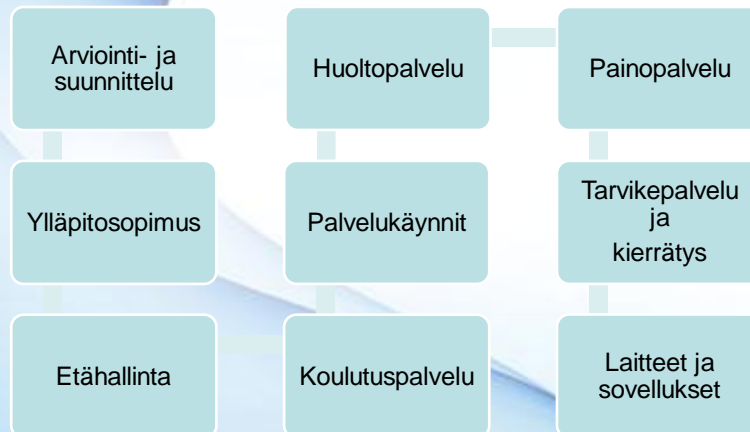 Arviointi- ja
suunnittelu
Ylläpitosopimus
Etähallinta
Koulutuspalvelu
Palvelukäynnit
Huoltopalvelu
Painopalvelu
Tarvikepalvelu
ja
kierrätys
Laitteet ja
sovellukset